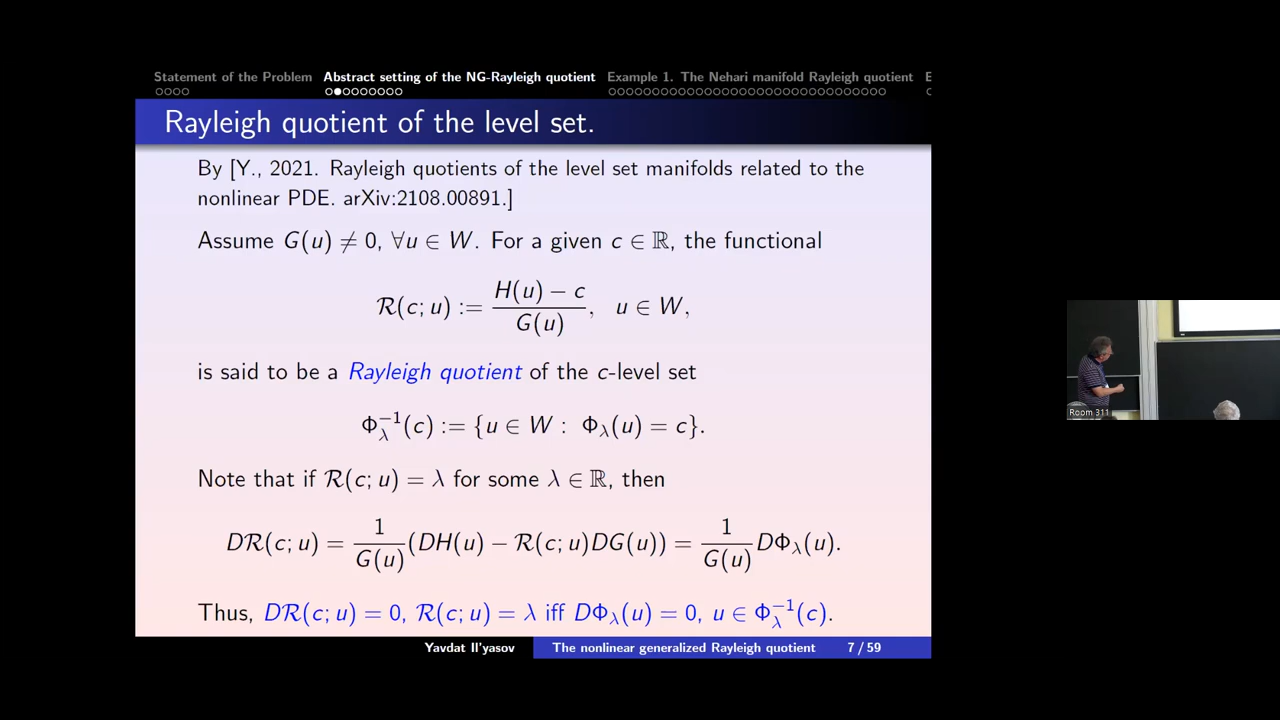 Statement of the Problem Abstract setting of the NG-Rayleigh quotient Example 1. The Nehari manifold Rayleigh quotient E
Rayleigh quotient of the level set.
By [Y., 2021. Rayleigh quotients of the level set manifolds related to the
nonlinear PDE. arXiv:2108.00891.]
Assume G(u) ≠ 0, ∀u ∈ W. For a given c ∈ ℝ, the functional
ℛ(c; u) := (H(u) − c)/G(u), u ∈ W,
is said to be a Rayleigh quotient of the c-level set
Φ_λ^{-1}(c) := {u ∈ W : Φ_λ(u) = c}.
Note that if ℛ(c; u) = λ for some λ ∈ ℝ, then
Dℛ(c; u) = 1/G(u) (DH(u) − ℛ(c; u)DG(u)) = 1/G(u) DΦ_λ(u).
Thus, Dℛ(c; u) = 0, ℛ(c; u) = λ iff DΦ_λ(u) = 0, u ∈ Φ_λ^{-1}(c).
Yavdat Il'yasov The nonlinear generalized Rayleigh quotient 7 / 59
Room 311